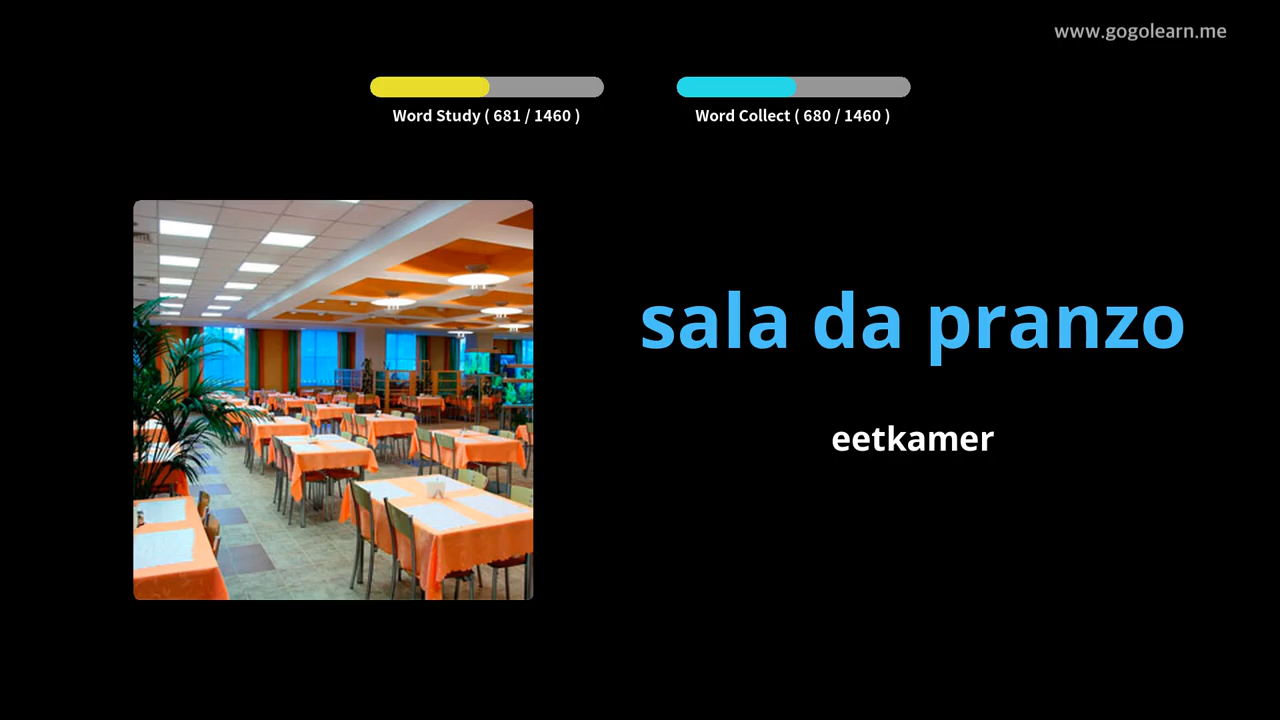 www.gogolearn.me
Word Study ( 681 / 1460 )
Word Collect ( 680 / 1460 )
sala da pranzo
eetkamer